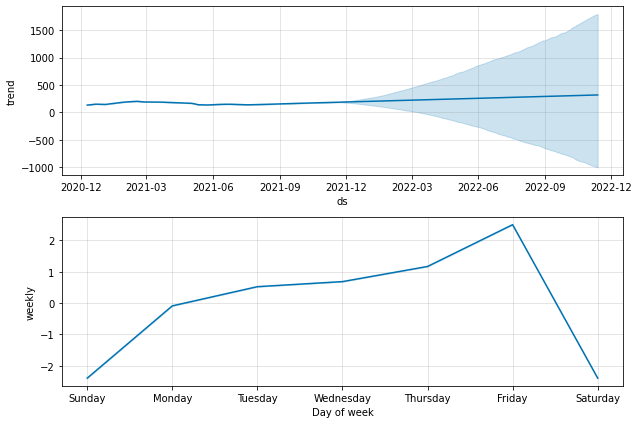 1500
1000
500
0
−500
−1000
trend
2020-12 2021-03 2021-06 2021-09 2021-12 2022-03 2022-06 2022-09 2022-12
ds
2
1
0
−1
−2
weekly
Sunday Monday Tuesday Wednesday Thursday Friday Saturday
Day of week